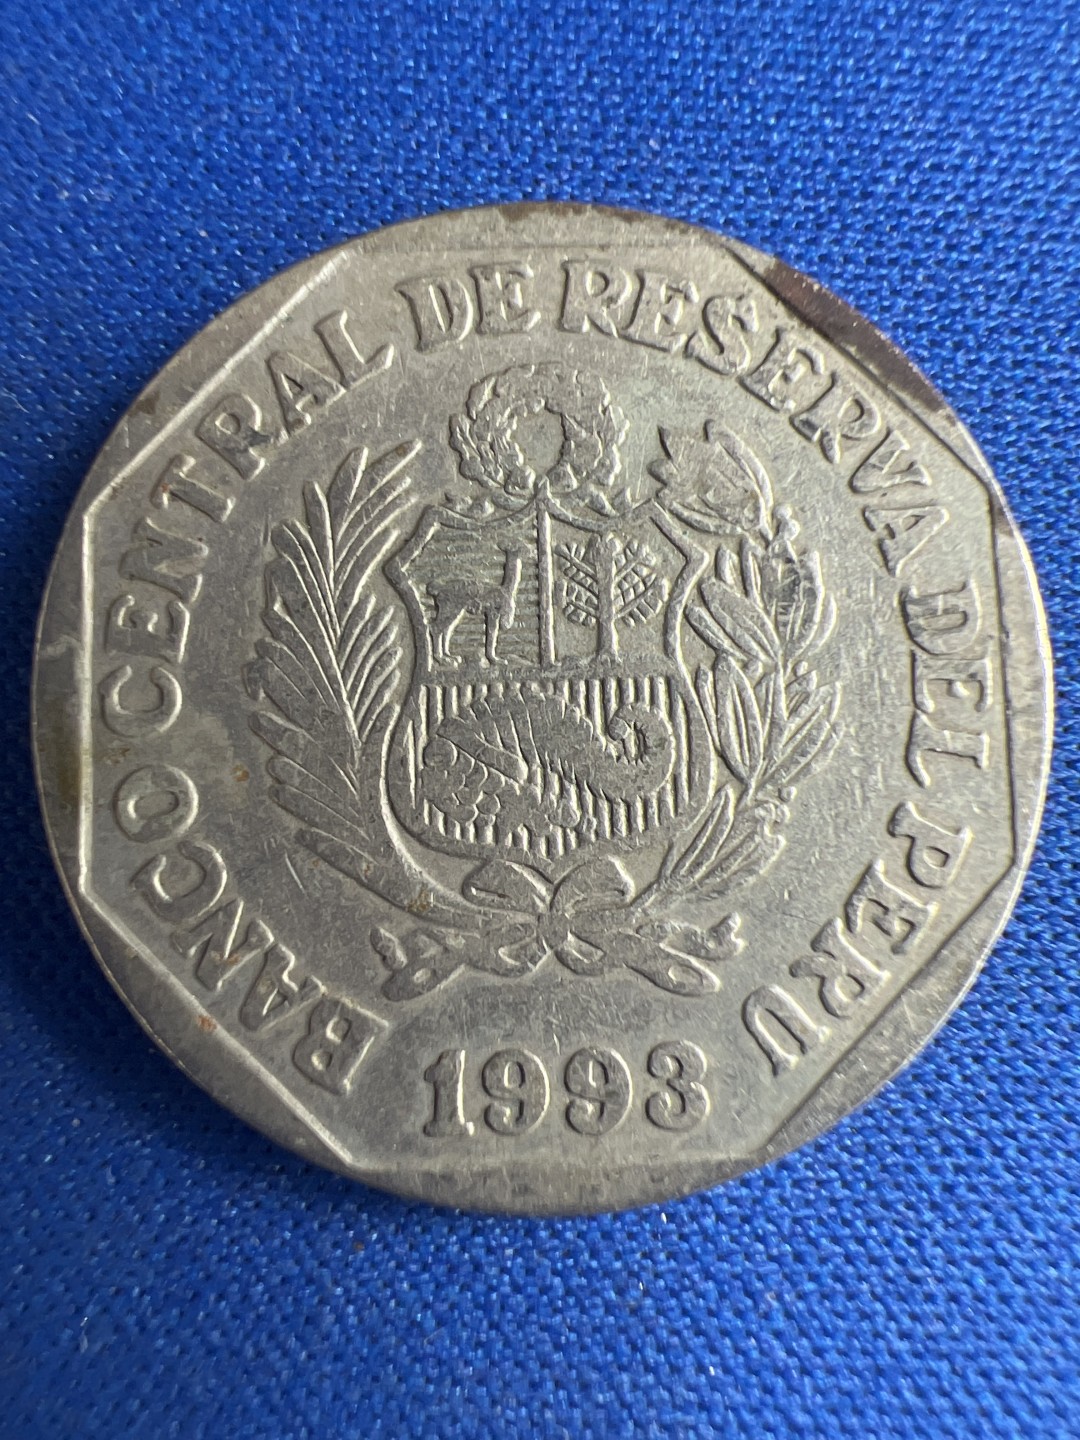 BANCO CENTRAL DE RESERVA DEL PERU
1993